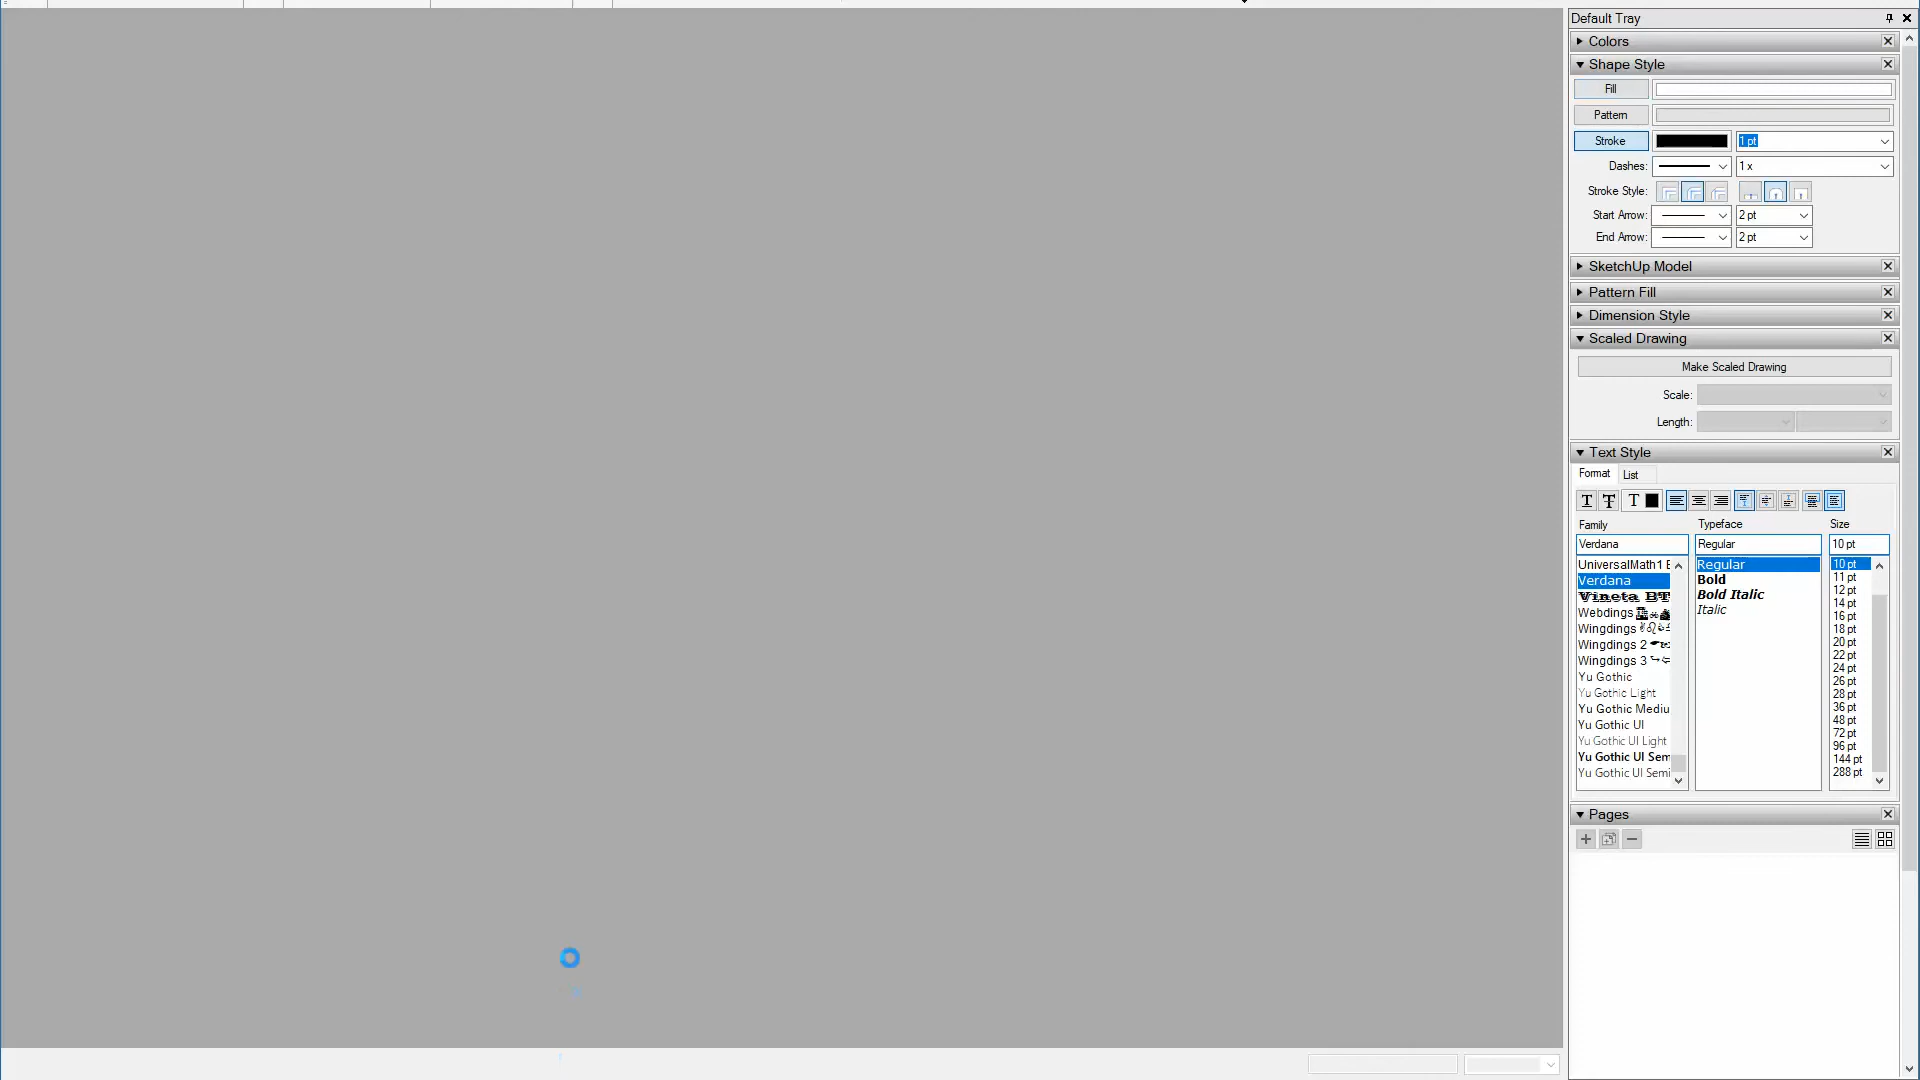 Default Tray
Colors
Shape Style
Fill
Pattern
Stroke 1 pt
Dashes: 1 x
Stroke Style:
Start Arrow: 2 pt
End Arrow: 2 pt
SketchUp Model
Pattern Fill
Dimension Style
Scaled Drawing
Make Scaled Drawing
Scale:
Length:
Text Style
Format List
Family Typeface Size
Verdana Regular 10 pt
UniversalMath1 B
Verdana
Vineta BT
Webdings
Wingdings
Wingdings 2
Wingdings 3
Yu Gothic
Yu Gothic Light
Yu Gothic Mediu
Yu Gothic UI
Yu Gothic UI Light
Yu Gothic UI Sem
Yu Gothic UI Semi
Regular
Bold
Bold Italic
Italic
10 pt
11 pt
12 pt
14 pt
16 pt
18 pt
20 pt
22 pt
24 pt
26 pt
28 pt
36 pt
48 pt
72 pt
96 pt
144 pt
288 pt
Pages